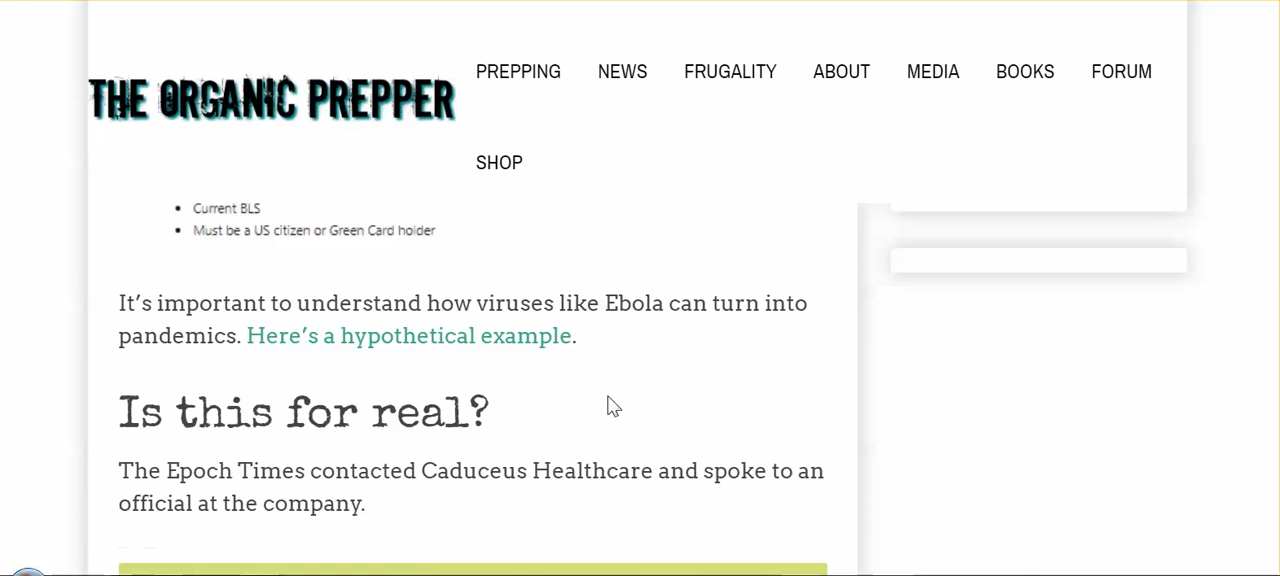 THE ORGANIC PREPPER
PREPPING NEWS FRUGALITY ABOUT MEDIA BOOKS FORUM
SHOP
• Current BLS
• Must be a US citizen or Green Card holder
It’s important to understand how viruses like Ebola can turn into
pandemics. Here’s a hypothetical example.
Is this for real?
The Epoch Times contacted Caduceus Healthcare and spoke to an
official at the company.